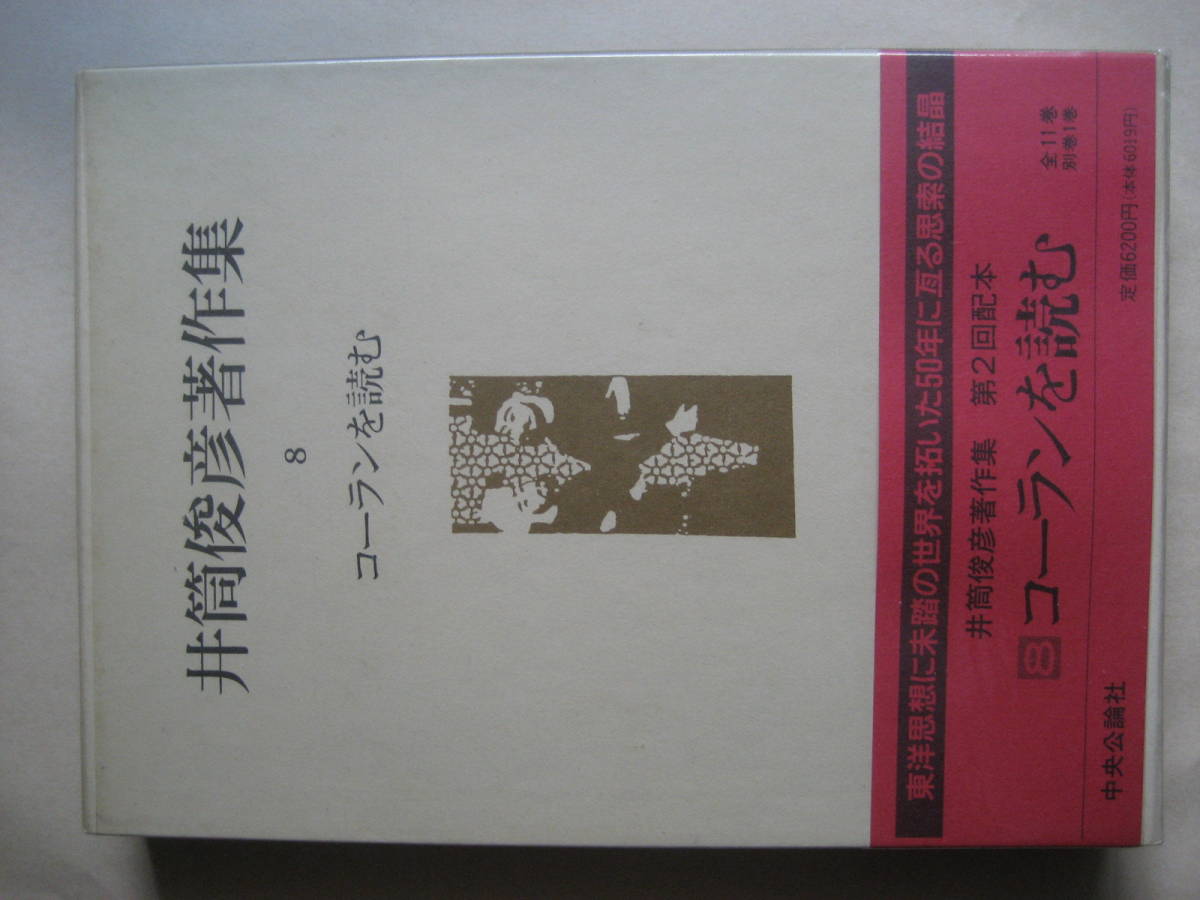 井筒俊彦著作集
8
コーランを読む
東洋思想に未踏の世界を拓いた50年に亙る思索の結晶
井筒俊彦著作集 第2回配本
8 コーランを読む
全11巻
別巻1巻
中央公論社
定価6200円(本体6019円)